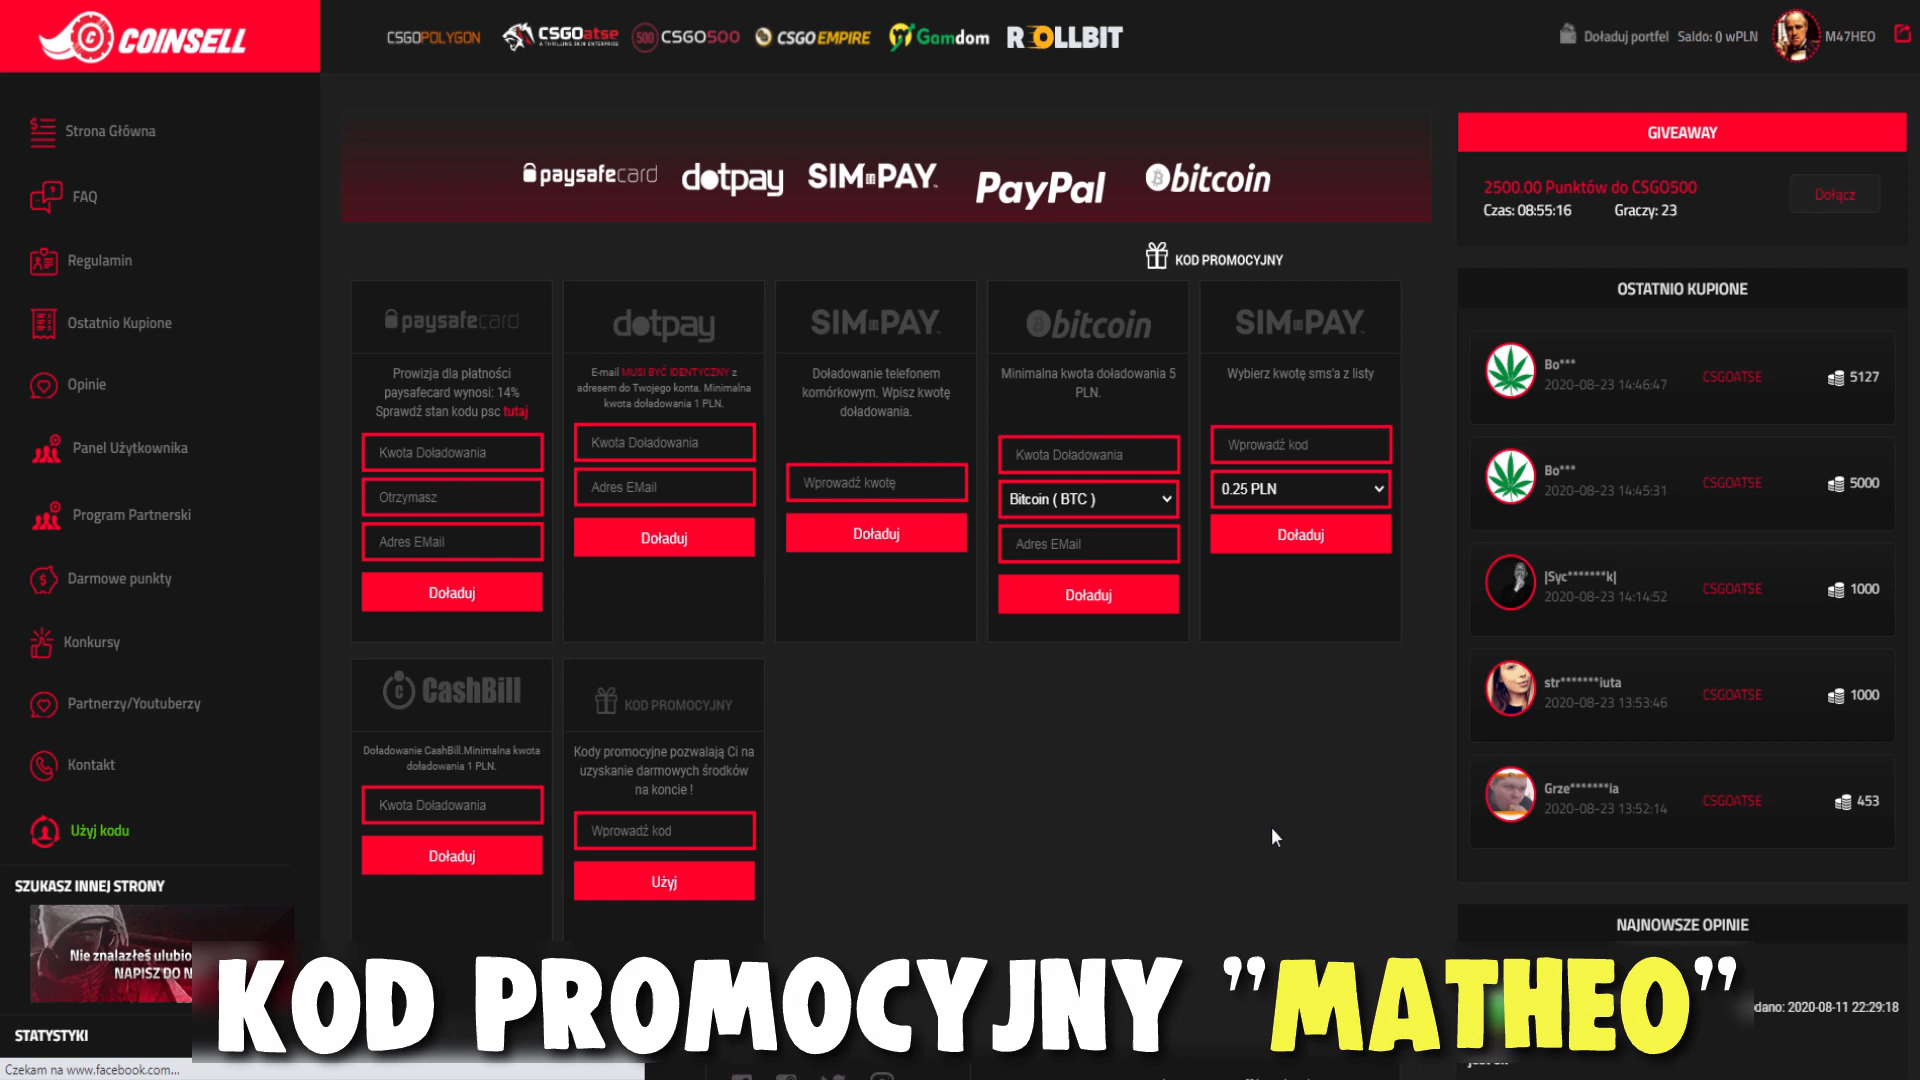 COINSELL
CSGOPOLYGON
CSGOatse
A THRILLING SKIN ENTERPRISE
500 CSGO500
CSGOEMPIRE
Gamdom
ROLLBIT
Doładuj portfel
Saldo: 0 wPLN
M47HEO
Strona Główna
FAQ
Regulamin
Ostatnio Kupione
Opinie
Panel Użytkownika
Program Partnerski
Darmowe punkty
Konkursy
Partnerzy/Youtuberzy
Kontakt
Użyj kodu
SZUKASZ INNEJ STRONY
Nie znalazłeś ulubio
NAPISZ DO N
STATYSTYKI
Czekam na www.facebook.com...
paysafecard
dotpay
SIMPAY
PayPal
bitcoin
KOD PROMOCYJNY
paysafecard
Prowizja dla płatności
paysafecard wynosi: 14%
Sprawdź stan kodu psc tutaj
Kwota Doładowania
Otrzymasz
Adres EMail
Doładuj
dotpay
E-mail MUSI BYĆ IDENTYCZNY z
adresem do Twojego konta. Minimalna
kwota doładowania 1 PLN.
Kwota Doładowania
Adres EMail
Doładuj
SIMPAY
Doładowanie telefonem
komórkowym. Wpisz kwotę
doładowania.
Wprowadź kwotę
Doładuj
bitcoin
Minimalna kwota doładowania 5
PLN.
Kwota Doładowania
Bitcoin ( BTC )
Adres EMail
Doładuj
SIMPAY
Wybierz kwotę sms'a z listy
Wprowadź kod
0.25 PLN
Doładuj
CashBill
Doładowanie CashBill.Minimalna kwota
doładowania 1 PLN.
Kwota Doładowania
Doładuj
KOD PROMOCYJNY
Kody promocyjne pozwalają Ci na
uzyskanie darmowych środków
na koncie !
Wprowadź kod
Użyj
GIVEAWAY
2500.00 Punktów do CSGO500
Czas: 08:55:16
Graczy: 23
Dołącz
OSTATNIO KUPIONE
Bo***
2020-08-23 14:46:47
CSGOATSE
5127
Bo***
2020-08-23 14:45:31
CSGOATSE
5000
|Syc*******k|
2020-08-23 14:14:52
CSGOATSE
1000
str*******iuta
2020-08-23 13:53:46
CSGOATSE
1000
Grze*******ia
2020-08-23 13:52:14
CSGOATSE
453
NAJNOWSZE OPINIE
dano: 2020-08-11 22:29:18
KOD PROMOCYJNY "MATHEO"